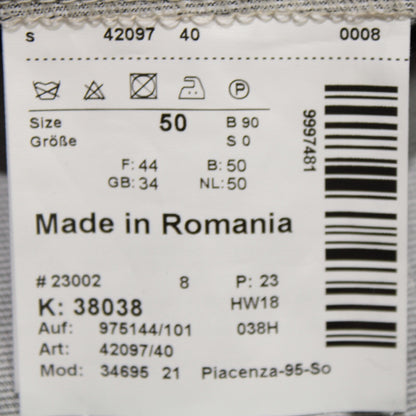 s 42097 40 0008
P
Size 50 B 90
Größe S 0
F: 44 B: 50
GB: 34 NL: 50
9997481
Made in Romania
# 23002 8 P: 23
K: 38038 HW18
Auf: 975144/101 038H
Art: 42097/40
Mod: 34695 21 Piacenza-95-So